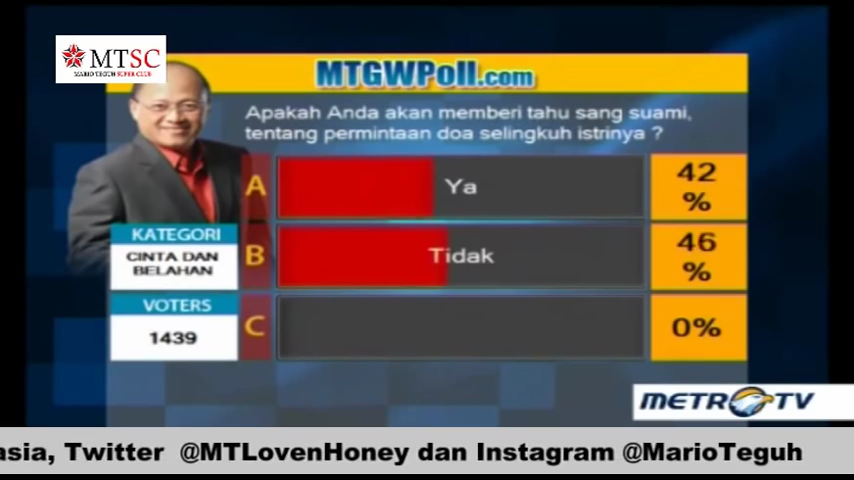 MTSC
MARIO TEGUH SUPER CLUB
MTGWPoll.com
Apakah Anda akan memberi tahu sang suami,
tentang permintaan doa selingkuh istrinya ?
A
Ya
42
%
KATEGORI
CINTA DAN
BELAHAN
B
Tidak
46
%
VOTERS
1439
C
0%
METRO TV
asia, Twitter @MTLovenHoney dan Instagram @MarioTeguh